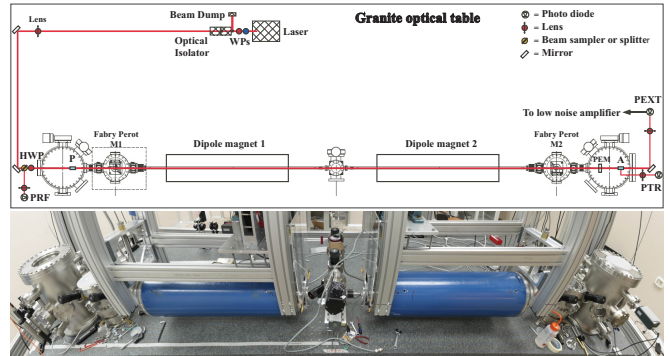 Granite optical table
Beam Dump
Lens
Optical
Isolator
WPs
Laser
= Photo diode
= Lens
= Beam sampler or splitter
= Mirror
PEXT
To low noise amplifier
HWP
P
Fabry Perot
M1
Dipole magnet 1
Dipole magnet 2
Fabry Perot
M2
PEM
A
PTR
PRF